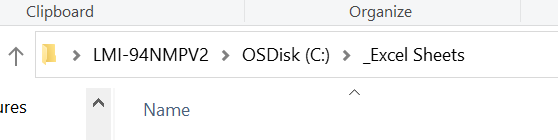 Clipboard Organize
LMI-94NMPV2 > OSDisk (C:) > _Excel Sheets
ures
Name